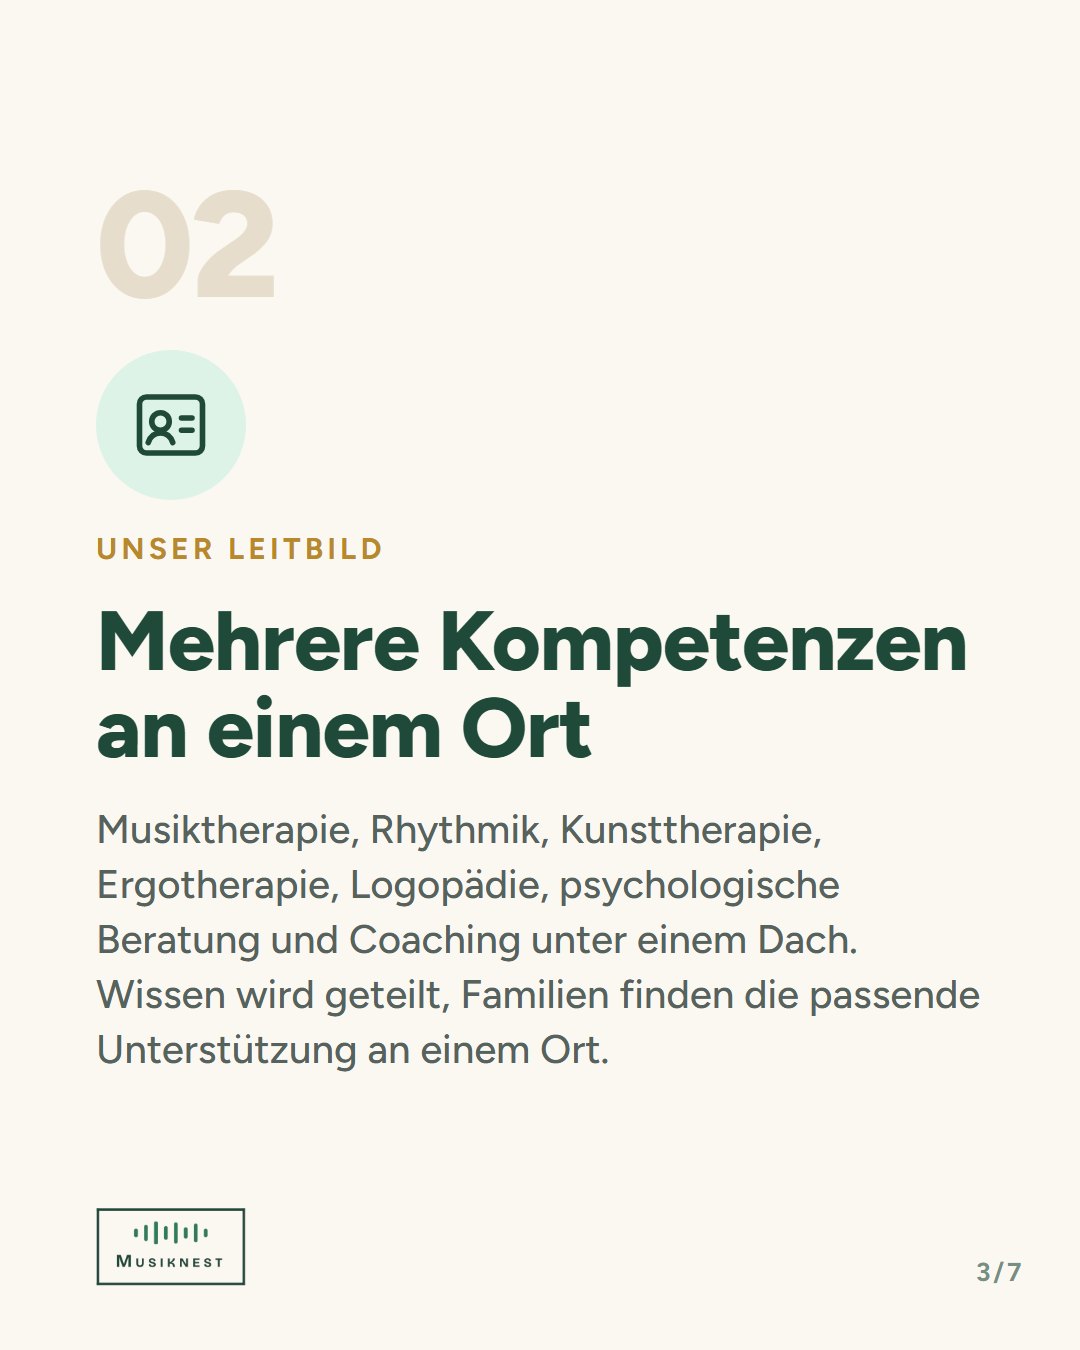 02
UNSER LEITBILD
Mehrere Kompetenzen
an einem Ort
Musiktherapie, Rhythmik, Kunsttherapie,
Ergotherapie, Logopädie, psychologische
Beratung und Coaching unter einem Dach.
Wissen wird geteilt, Familien finden die passende
Unterstützung an einem Ort.
MUSIKNEST
3/7